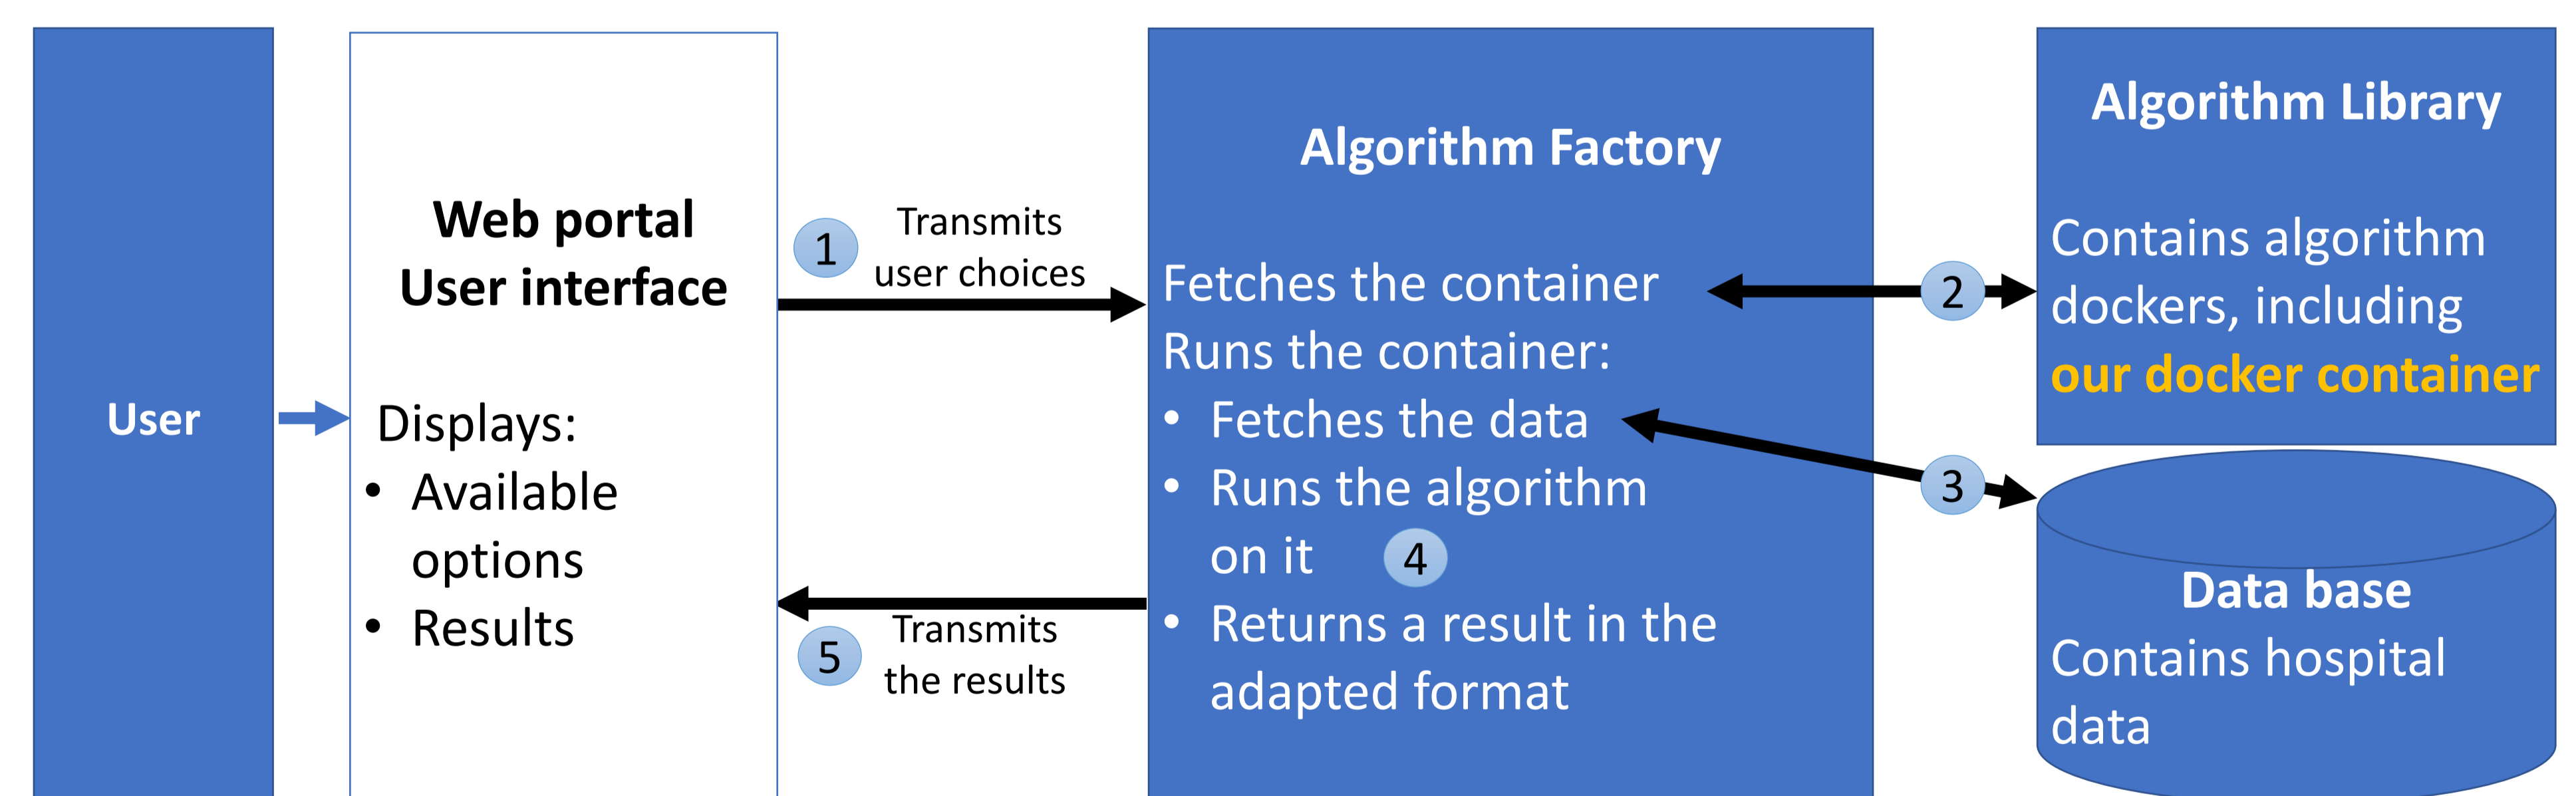 User
Web portal
User interface
Displays:
• Available
options
• Results
1
Transmits
user choices
5
Transmits
the results
Algorithm Factory
Fetches the container
Runs the container:
• Fetches the data
• Runs the algorithm
on it
4
• Returns a result in the
adapted format
2
3
Algorithm Library
Contains algorithm
dockers, including
our docker container
Data base
Contains hospital
data